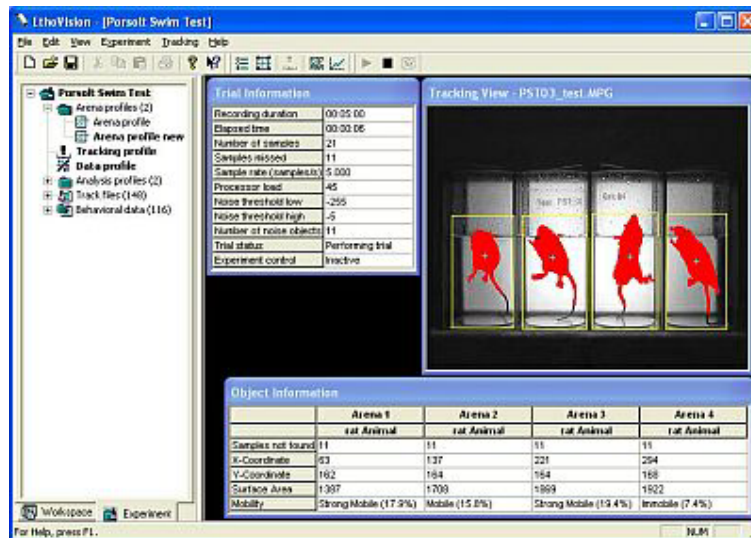 EthoVision - [Porsolt Swim Test]
File Edit View Experiment Tracking Help
Porsolt Swim Test
Arena profiles (2)
Arena profile
Arena profile new
Tracking profile
Data profile
Analysis profiles (2)
Track files (148)
Behavioral data (116)
Workspace Experiment
Trial Information
Recording duration 00:05:00
Elapsed time 00:00:06
Number of samples 21
Samples missed 11
Sample rate (samples/s) 5.000
Processor load 45
Noise threshold low -255
Noise threshold high -5
Number of noise objects 11
Trial status Performing trial
Experiment control Inactive
Tracking View - PST03_test.MPG
Object Information
Arena 1 Arena 2 Arena 3 Arena 4
rat Animal rat Animal rat Animal rat Animal
Samples not found 11 11 11 11
X-Coordinate 63 137 221 294
Y-Coordinate 162 164 164 168
Surface Area 1397 1708 1869 1922
Mobility Strong Mobile (17.9%) Mobile (15.8%) Strong Mobile (19.4%) Immobile (7.4%)
For Help, press F1. NUM